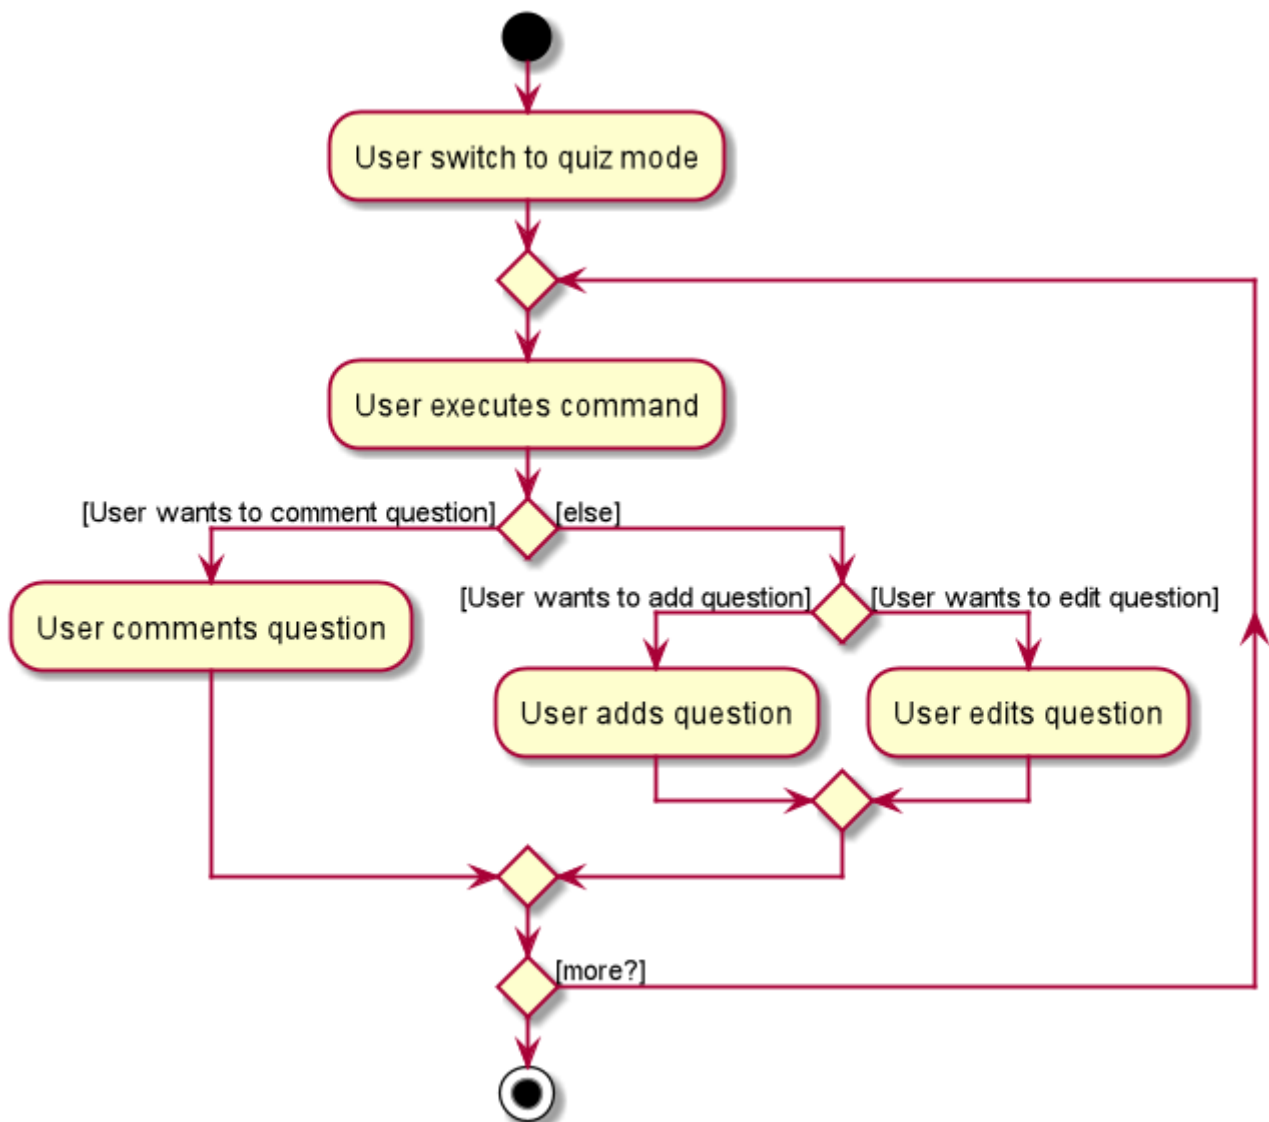 User switch to quiz mode
User executes command
[User wants to comment question]
[else]
User comments question
[User wants to add question]
[User wants to edit question]
User adds question
User edits question
[more?]